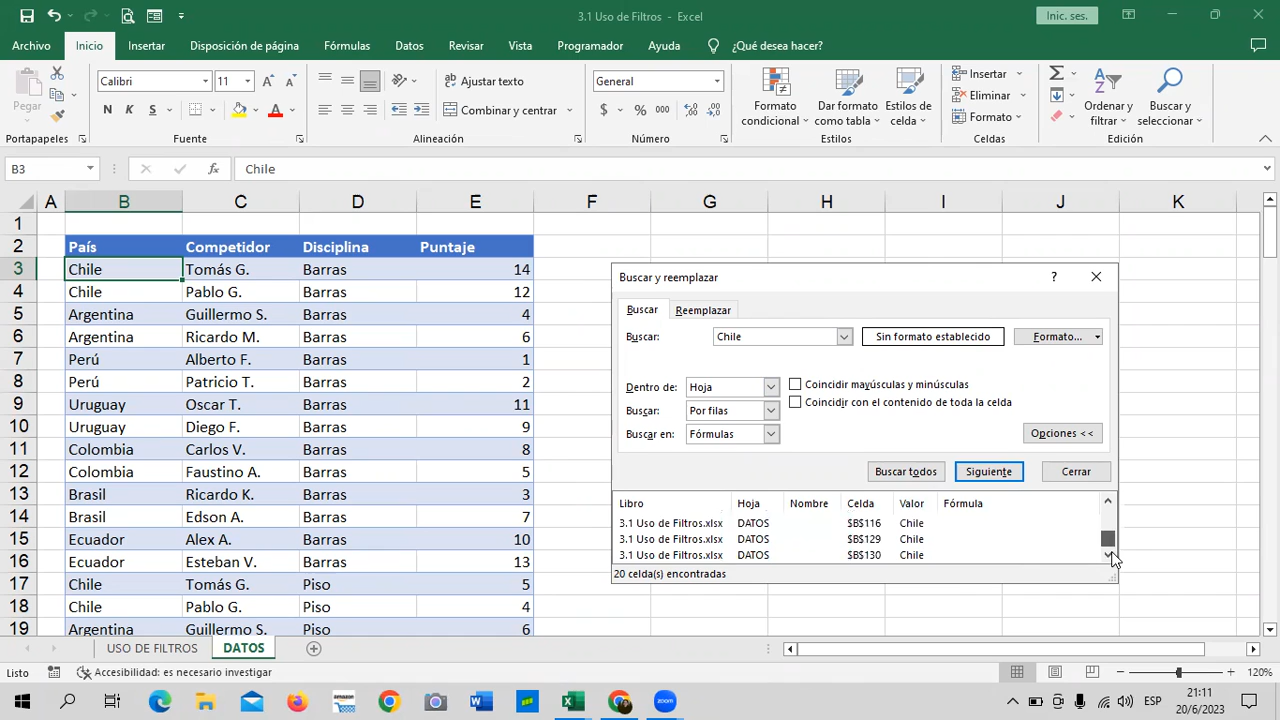 3.1 Uso de Filtros - Excel
Inic. ses.
Archivo Inicio Insertar Disposición de página Fórmulas Datos Revisar Vista Programador Ayuda ¿Qué desea hacer?
Pegar
Calibri 11
N K S
Ajustar texto
Combinar y centrar
General
$ % 000
Formato condicional
Dar formato como tabla
Estilos de celda
Insertar
Eliminar
Formato
Ordenar y filtrar
Buscar y seleccionar
Portapapeles Fuente Alineación Número Estilos Celdas Edición
B3 fx Chile
A B C D E F G H I J K
1
2 País Competidor Disciplina Puntaje
3 Chile Tomás G. Barras 14
4 Chile Pablo G. Barras 12
5 Argentina Guillermo S. Barras 4
6 Argentina Ricardo M. Barras 6
7 Perú Alberto F. Barras 1
8 Perú Patricio T. Barras 2
9 Uruguay Oscar T. Barras 11
10 Uruguay Diego F. Barras 9
11 Colombia Carlos V. Barras 8
12 Colombia Faustino A. Barras 5
13 Brasil Ricardo K. Barras 3
14 Brasil Edson A. Barras 7
15 Ecuador Alex A. Barras 10
16 Ecuador Esteban V. Barras 13
17 Chile Tomás G. Piso 5
18 Chile Pablo G. Piso 4
19 Argentina Guillermo S. Piso 6
Buscar y reemplazar ?
Buscar Reemplazar
Buscar: Chile Sin formato establecido Formato...
Dentro de: Hoja Coincidir mayúsculas y minúsculas
Buscar: Por filas Coincidir con el contenido de toda la celda
Buscar en: Fórmulas Opciones <<
Buscar todos Siguiente Cerrar
Libro Hoja Nombre Celda Valor Fórmula
3.1 Uso de Filtros.xlsx DATOS $B$116 Chile
3.1 Uso de Filtros.xlsx DATOS $B$129 Chile
3.1 Uso de Filtros.xlsx DATOS $B$130 Chile
20 celda(s) encontradas
USO DE FILTROS DATOS
Listo Accesibilidad: es necesario investigar 120%
amazon
zoom
ESP
21:11
20/6/2023